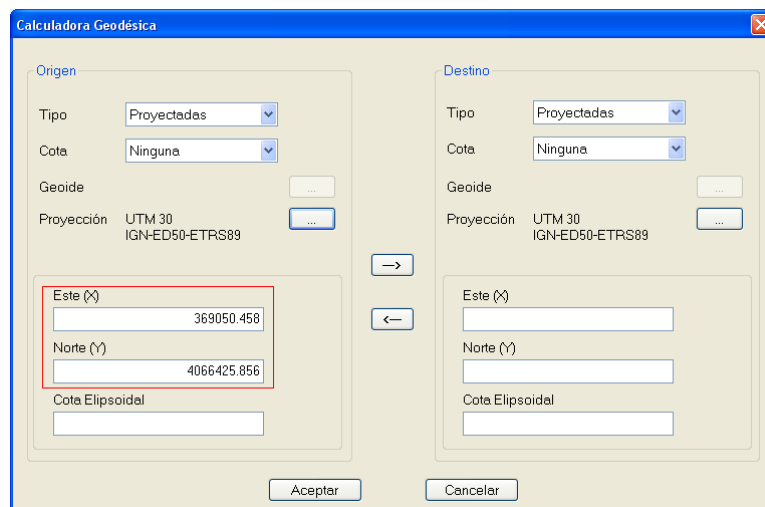 Calculadora Geodésica
Origen
Tipo
Proyectadas
Cota
Ninguna
Geoide
...
Proyección
UTM 30
IGN-ED50-ETRS89
...
Este (X)
369050.458
Norte (Y)
4066425.856
Cota Elipsoidal
-->
<--
Destino
Tipo
Proyectadas
Cota
Ninguna
Geoide
...
Proyección
UTM 30
IGN-ED50-ETRS89
...
Este (X)
Norte (Y)
Cota Elipsoidal
Aceptar
Cancelar